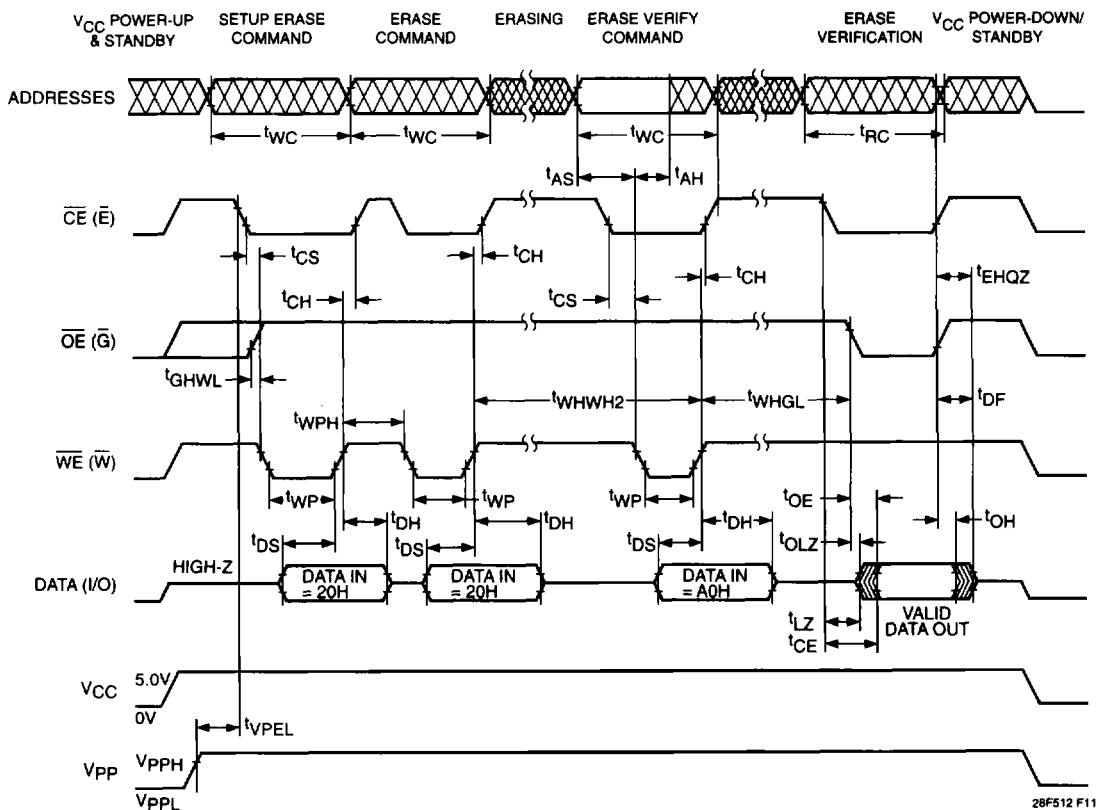 VCC POWER-UP & STANDBY
SETUP ERASE COMMAND
ERASE COMMAND
ERASING
ERASE VERIFY COMMAND
ERASE VERIFICATION
VCC POWER-DOWN/ STANDBY
ADDRESSES
tWC
tWC
tWC
tRC
tAS
tAH
CE (E)
tCS
tCH
tCH
tCS
tCH
tEHQZ
OE (G)
tGHWL
tWPH
tWHWH2
tWHGL
tDF
WE (W)
tWP
tWP
tWP
tOE
tDH
tDH
tDH
tOH
tDS
tDS
tDS
tOLZ
DATA (I/O)
HIGH-Z
DATA IN = 20H
DATA IN = 20H
DATA IN = A0H
VALID DATA OUT
tLZ
tCE
VCC
5.0V
0V
tVPEL
VPP
VPPH
VPPL
28F512 F11